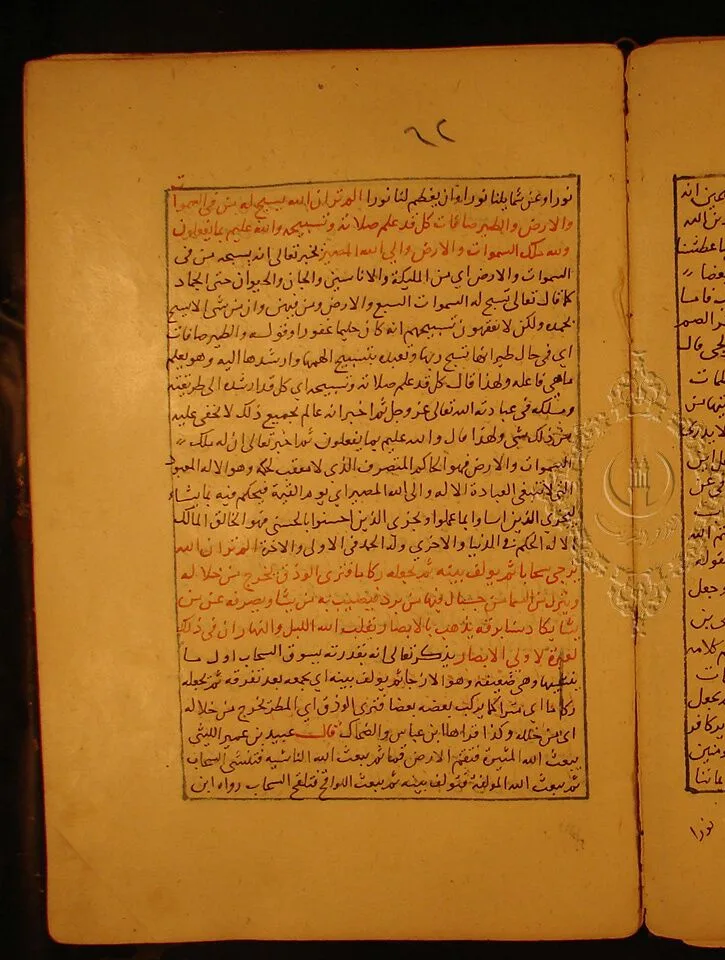 ٦٢
نورا وعن شمايلنا نورا وان يعظم لنا نورا الم تر ان الله يسبح له من في السموا
والارض والطير صافات كل قد علم صلاته وتسبيحه والله عليم بما يفعلون
ولله ملك السموات والارض والى الله المصير يخبر تعالى انه يسبحه من في
السموات والارض اي من المليكة والاناسي والجان والحيوان حتى الجماد
كما قال تعالى تسبح له السموات السبع والارض ومن فيهن وان من شي الا يسبح
بحمده ولكن لا تفقهون تسبيحهم انه كان حليما غفورا وقوله والطير صافات
اي في حال طيرانها تسبح ربها وتعبده بتسبيح الهمها وارشدها اليه وهو يعلم
ما هي فاعله ولهذا قال كل قد علم صلاته وتسبيحه اي كل قد ارشده الى طريقته
ومسلكه في عبادته الله تعالى عز وجل ثم اخبر انه عالم بجميع ذلك لا يخفى عليه
من ذلك شي ولهذا قال والله عليم بما يفعلون ثم اخبر تعالى ان له ملك
السموات والارض فهو الحاكم المتصرف الذي لا معقب لحكمه وهو الاله المعبود
الذي لا تنبغي العبادة الا له والى الله المصير اي يوم القيمة فيحكم فيه بما يشاء
ليجزي الذين اساوا بما عملوا ويجزي الذين احسنوا بالحسنى فهو الخالق المالك
الا له الحكم في الدنيا والاخرى وله الحمد في الاولى والاخرة الم تر ان الله
يزجي سحابا ثم يولف بينه ثم يجعله ركاما فترى الودق يخرج من خلاله
وينزل من السما من جبال فيها من برد فيصيب به من يشا ويصرفه عن من
يشا يكاد سنا برقه يذهب بالابصار يقلب الله الليل والنهار ان في ذلك
لعبرة لاولي الابصار يذكر تعالى انه بقدرته يسوق السحاب اول ما
ينشيها وهي ضعيفة وهو الازجا ثم يولف بينه اي يجمعه بعد تفرقه ثم يجعله
ركاما اي متراكما يركب بعضه بعضا فترى الودق اي المطر يخرج من خلاله
اي من خلله وكذا قراها ابن عباس والضحاك قال عبيد بن عمير الليثي
يبعث الله المثيرة فتقم الارض قما ثم يبعث الله الناشية فتنشي السحاب
ثم يبعث الله المولفة فتولف بينه ثم يبعث اللواقح فتلقح السحاب رواه ابن
نورا